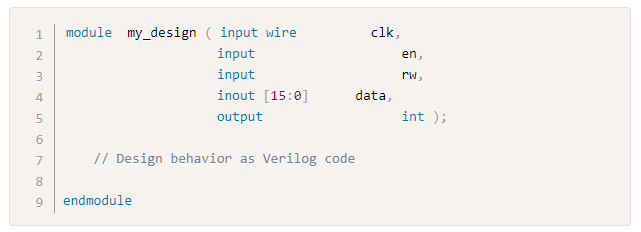 1 module my_design ( input wire clk,
2 input en,
3 input rw,
4 inout [15:0] data,
5 output int );
6
7 // Design behavior as Verilog code
8
9 endmodule